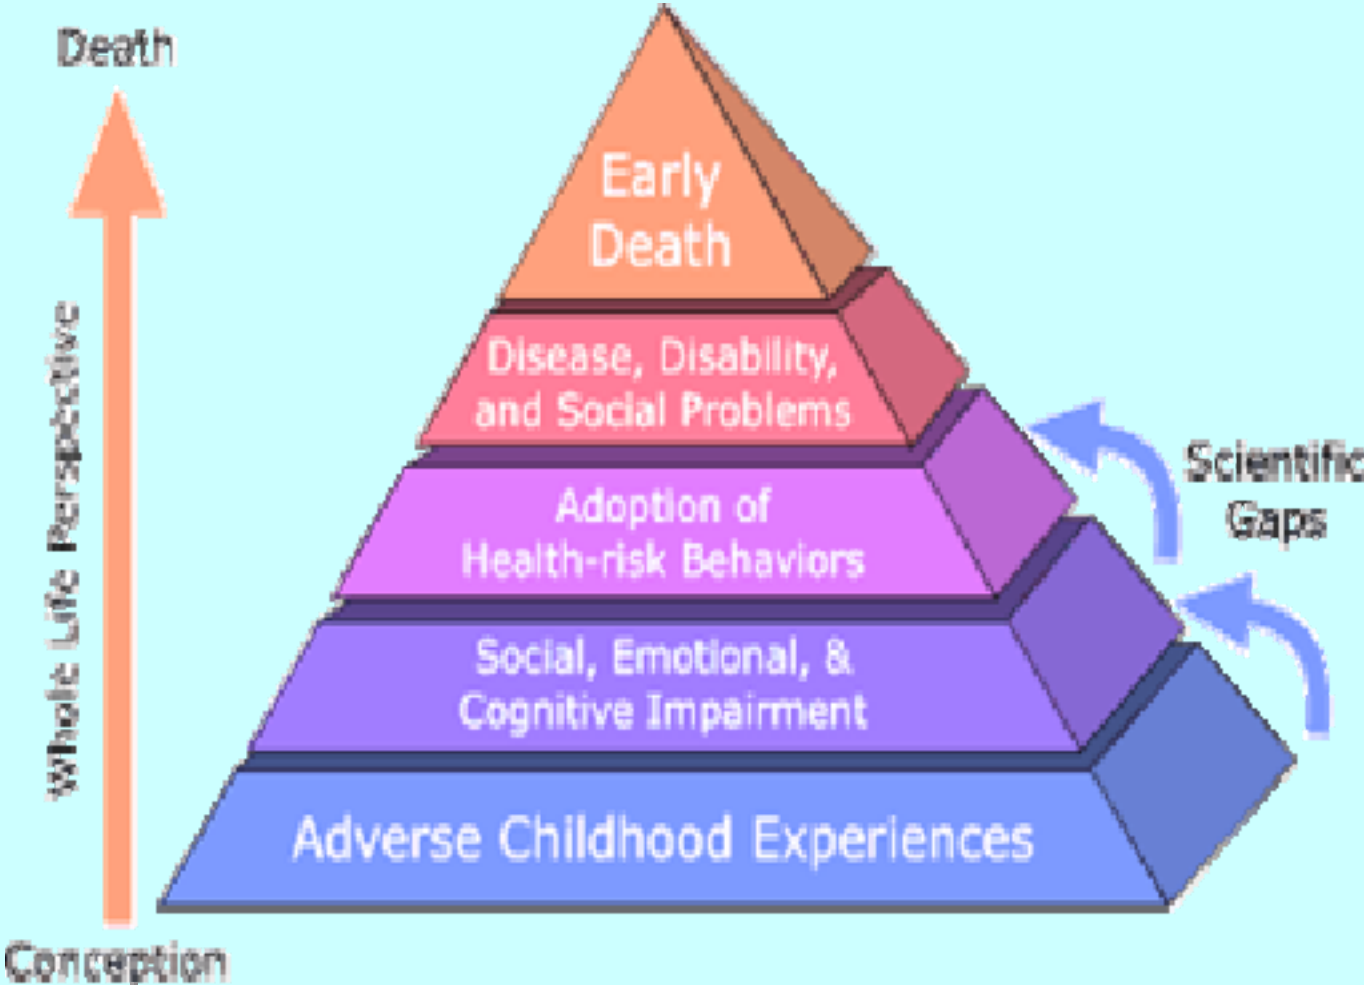 Death
Whole Life Perspective
Conception
Early
Death
Disease, Disability,
and Social Problems
Adoption of
Health-risk Behaviors
Social, Emotional, &
Cognitive Impairment
Adverse Childhood Experiences
Scientific
Gaps